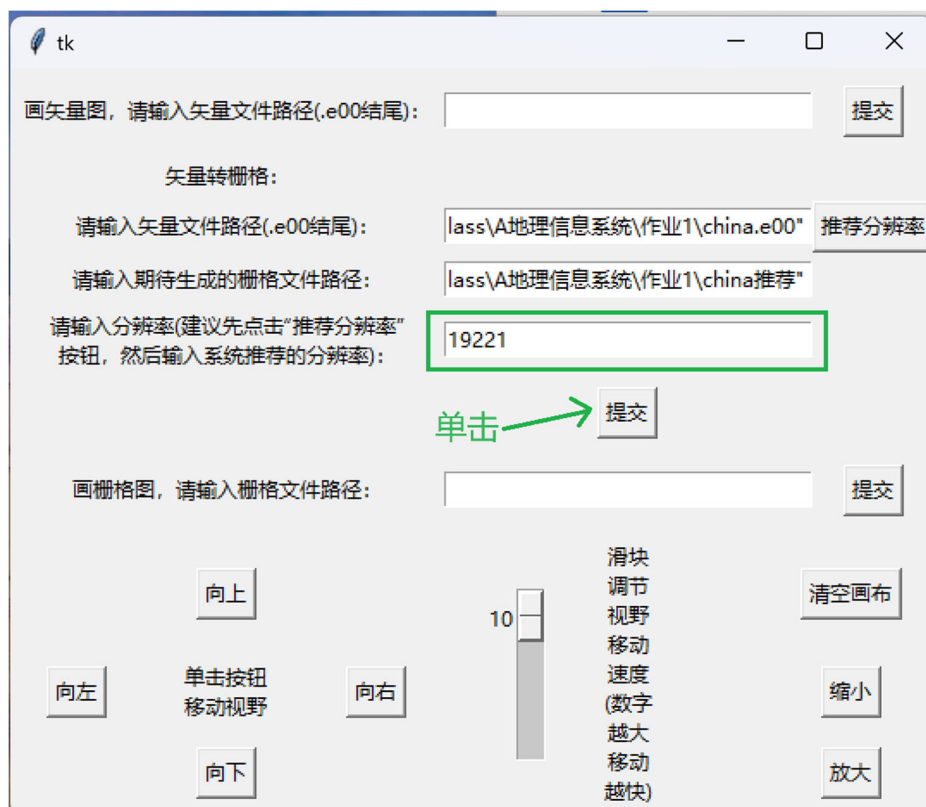 tk
画矢量图，请输入矢量文件路径(.e00结尾)：
提交
矢量转栅格：
请输入矢量文件路径(.e00结尾)：
lass\A地理信息系统\作业1\china.e00"
推荐分辨率
请输入期待生成的栅格文件路径：
lass\A地理信息系统\作业1\china推荐"
请输入分辨率(建议先点击“推荐分辨率”
按钮，然后输入系统推荐的分辨率)：
19221
单击
提交
画栅格图，请输入栅格文件路径：
提交
向上
向左
单击按钮
移动视野
向右
向下
10
滑块
调节
视野
移动
速度
(数字
越大
移动
越快)
清空画布
缩小
放大